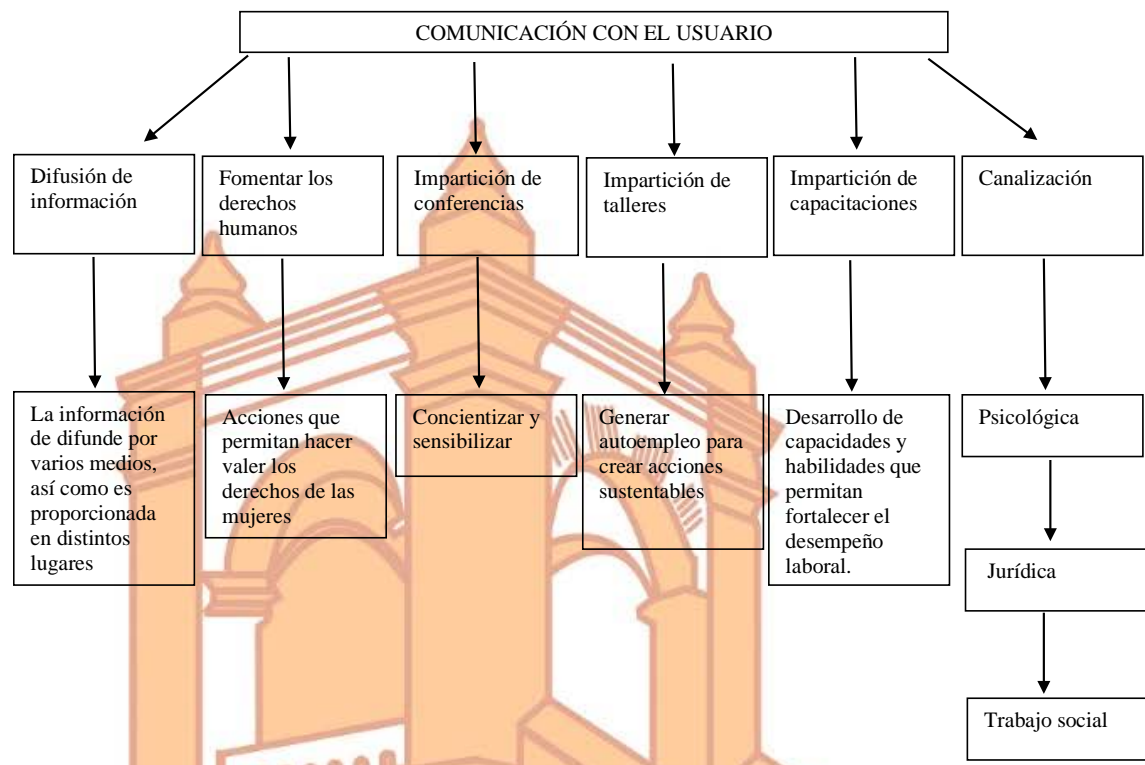 COMUNICACIÓN CON EL USUARIO
Difusión de
información
Fomentar los
derechos
humanos
Impartición de
conferencias
Impartición de
talleres
Impartición de
capacitaciones
Canalización
La información
de difunde por
varios medios,
así como es
proporcionada
en distintos
lugares
Acciones que
permitan hacer
valer los
derechos de las
mujeres
Concientizar y
sensibilizar
Generar
autoempleo para
crear acciones
sustentables
Desarrollo de
capacidades y
habilidades que
permitan
fortalecer el
desempeño
laboral.
Psicológica
Jurídica
Trabajo social